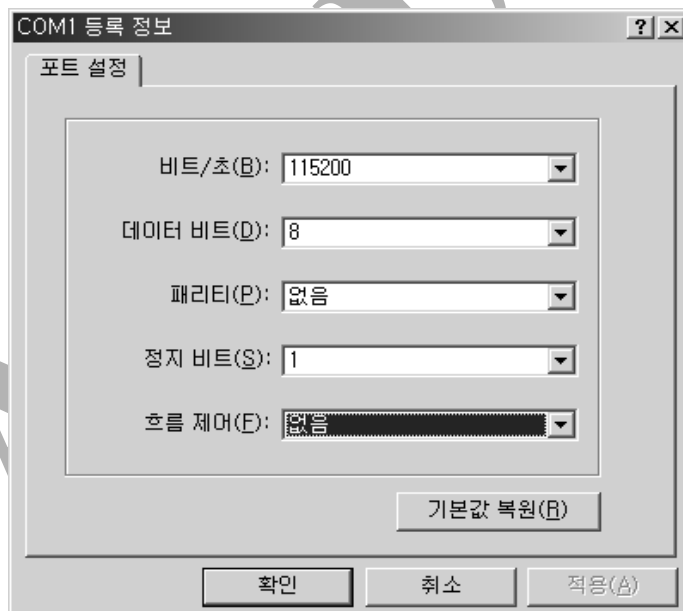 COM1 등록 정보
포트 설정
비트/초(B): 115200
데이터 비트(D): 8
패리티(P): 없음
정지 비트(S): 1
흐름 제어(F): 없음
기본값 복원(R)
확인 취소 적용(A)